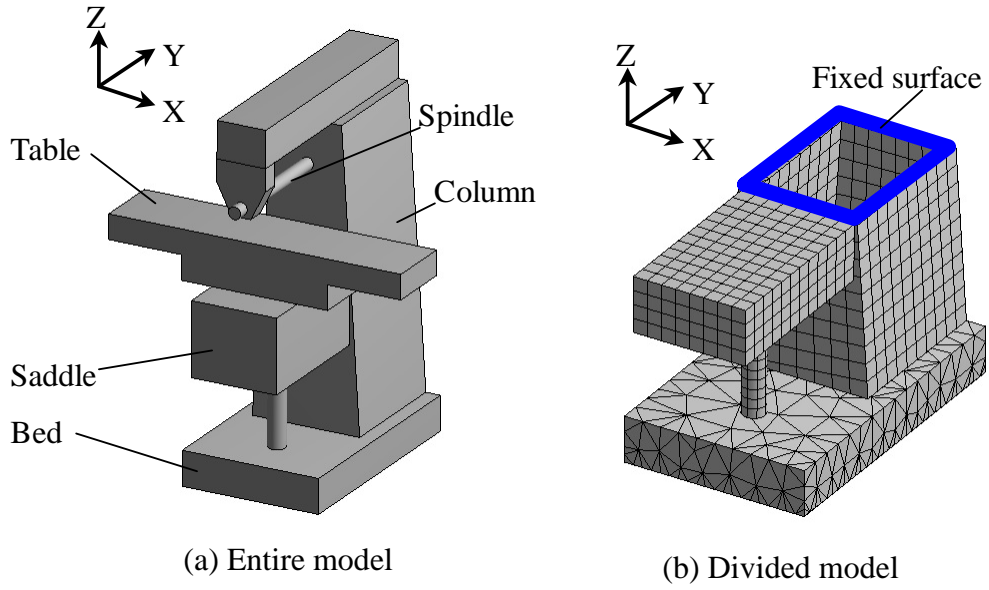 Z
Y
X
Spindle
Table
Column
Saddle
Bed
(a) Entire model
Z
Y
X
Fixed surface
(b) Divided model